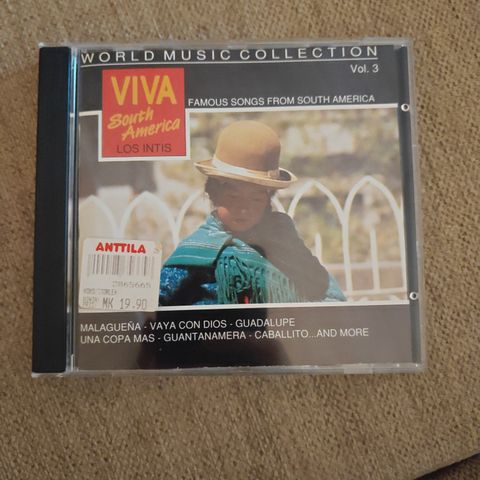 WORLD MUSIC COLLECTION
Vol. 3
VIVA
South
America
LOS INTIS
FAMOUS SONGS FROM SOUTH AMERICA
ANTTILA
MK 19.90
MALAGUEÑA - VAYA CON DIOS - GUADALUPE
UNA COPA MAS - GUANTANAMERA - CABALLITO...AND MORE